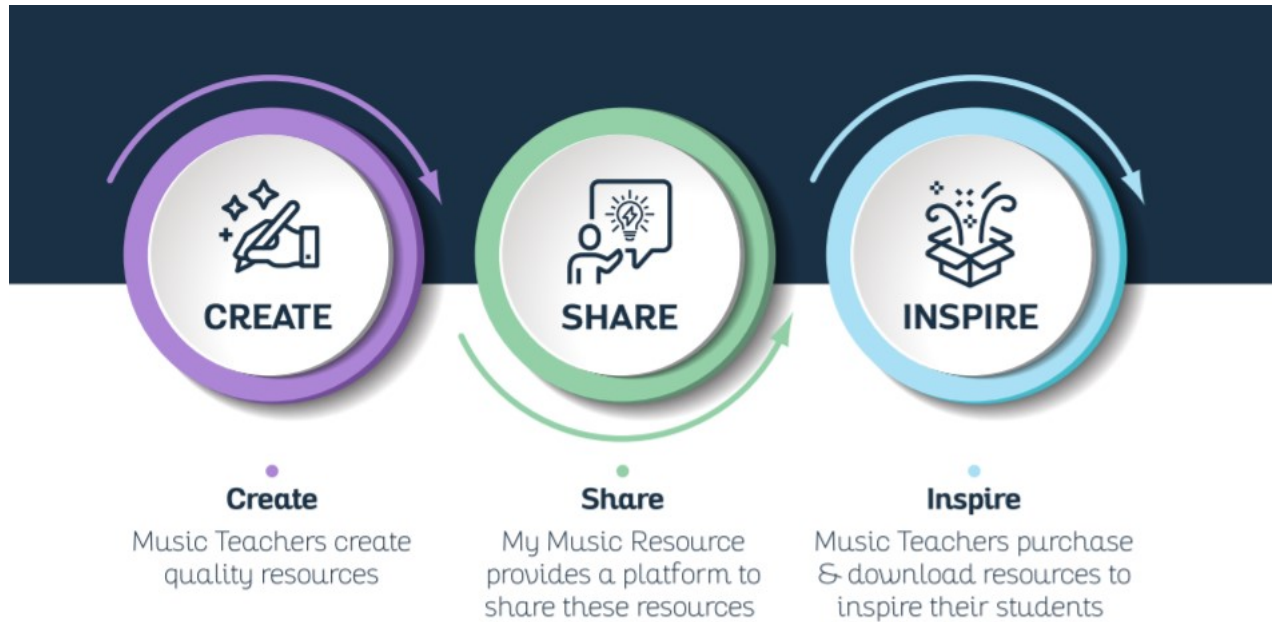 CREATE
SHARE
INSPIRE
Create
Music Teachers create
quality resources
Share
My Music Resource
provides a platform to
share these resources
Inspire
Music Teachers purchase
& download resources to
inspire their students